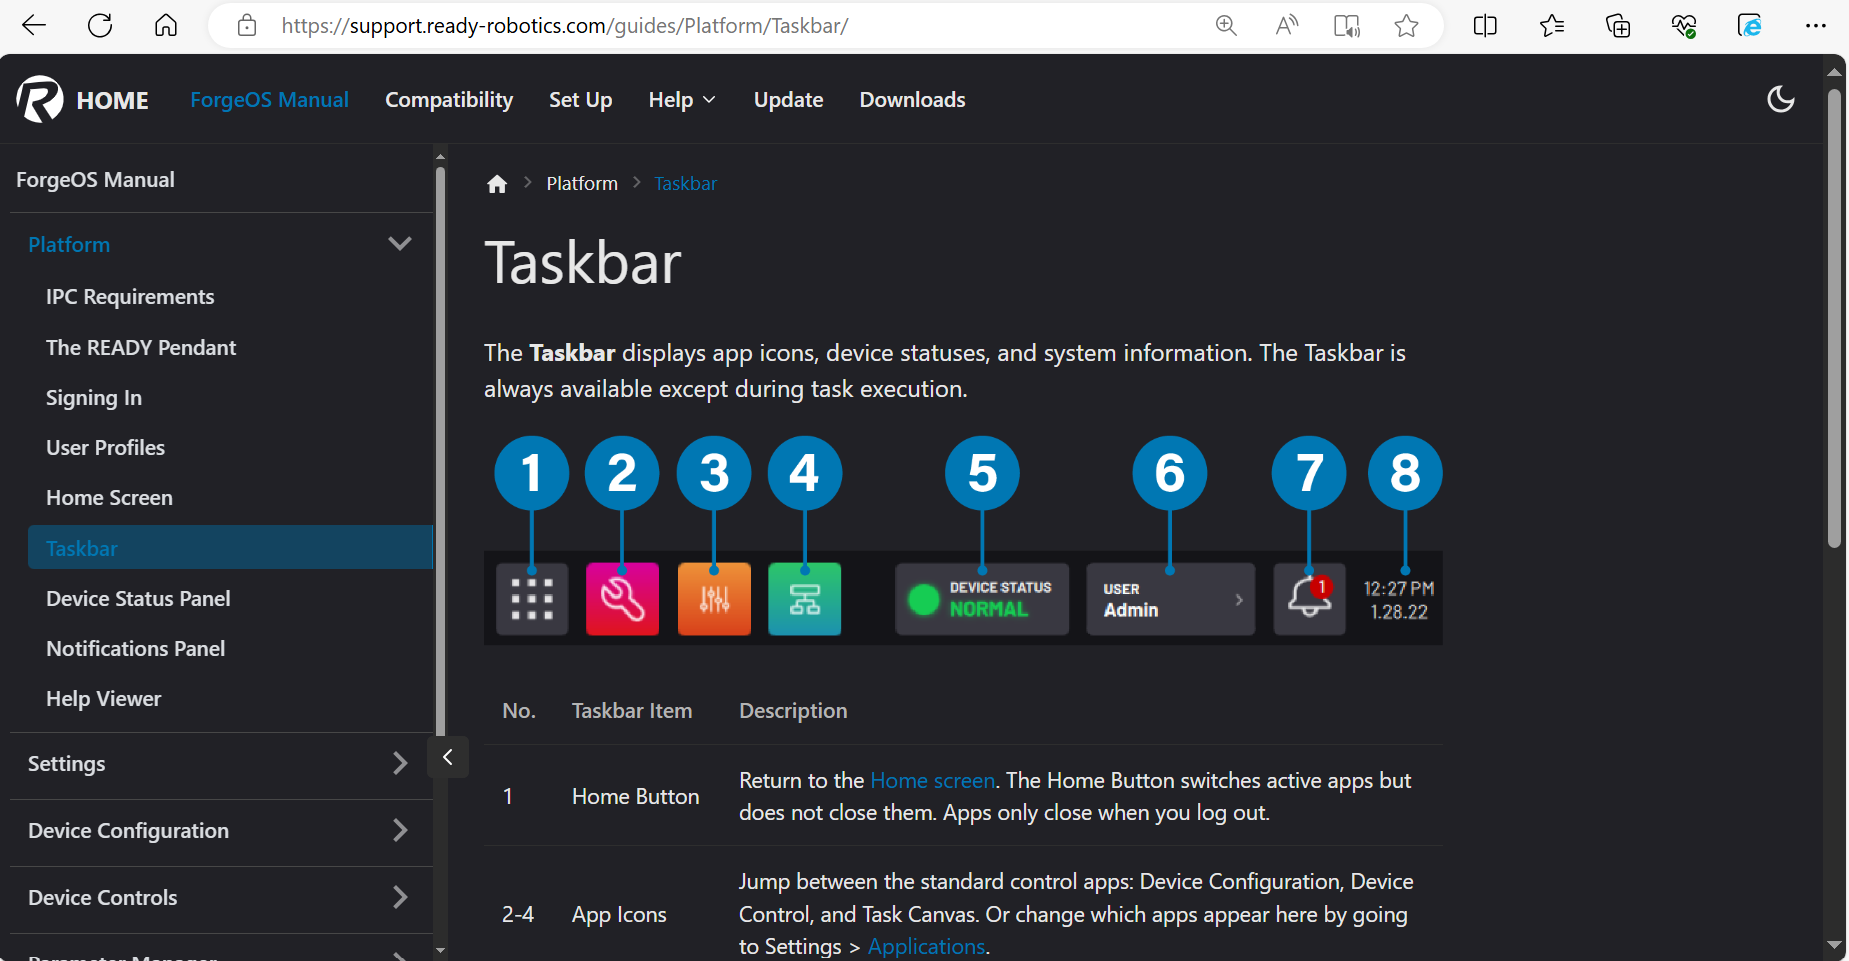 https://support.ready-robotics.com/guides/Platform/Taskbar/
HOME
ForgeOS Manual
Compatibility
Set Up
Help
Update
Downloads
ForgeOS Manual
Platform
IPC Requirements
The READY Pendant
Signing In
User Profiles
Home Screen
Taskbar
Device Status Panel
Notifications Panel
Help Viewer
Settings
Device Configuration
Device Controls
Parameter Manager
Platform
Taskbar
Taskbar
The Taskbar displays app icons, device statuses, and system information. The Taskbar is
always available except during task execution.
1 2 3 4 5 6 7 8
DEVICE STATUS
NORMAL
USER
Admin
1
12:27 PM
1.28.22
No. Taskbar Item Description
1 Home Button Return to the Home screen. The Home Button switches active apps but
does not close them. Apps only close when you log out.
2-4 App Icons Jump between the standard control apps: Device Configuration, Device
Control, and Task Canvas. Or change which apps appear here by going
to Settings > Applications.